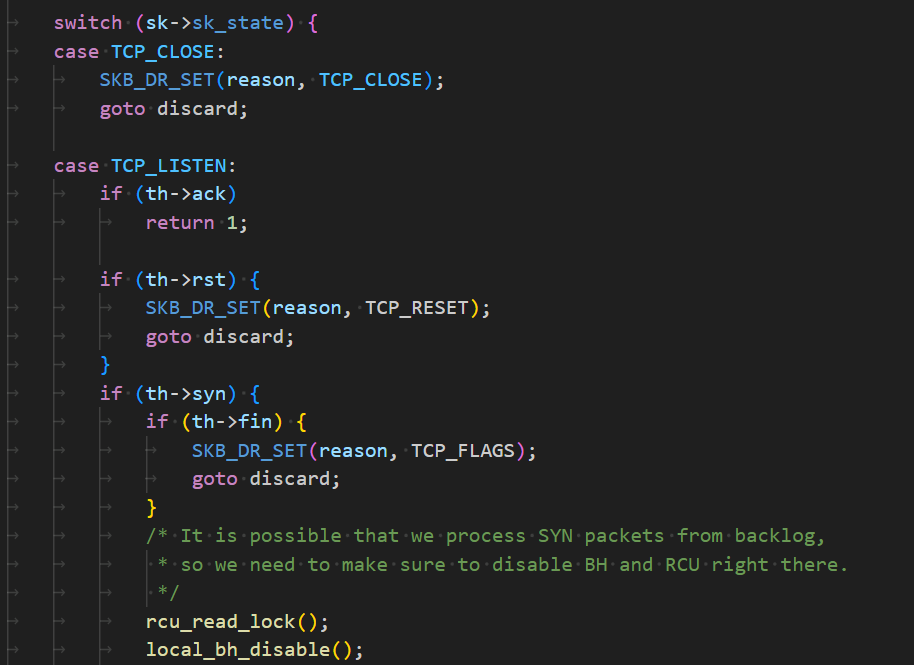 switch (sk->sk_state) {
case TCP_CLOSE:
SKB_DR_SET(reason, TCP_CLOSE);
goto discard;
case TCP_LISTEN:
if (th->ack)
return 1;
if (th->rst) {
SKB_DR_SET(reason, TCP_RESET);
goto discard;
}
if (th->syn) {
if (th->fin) {
SKB_DR_SET(reason, TCP_FLAGS);
goto discard;
}
/* It is possible that we process SYN packets from backlog,
* so we need to make sure to disable BH and RCU right there.
*/
rcu_read_lock();
local_bh_disable();